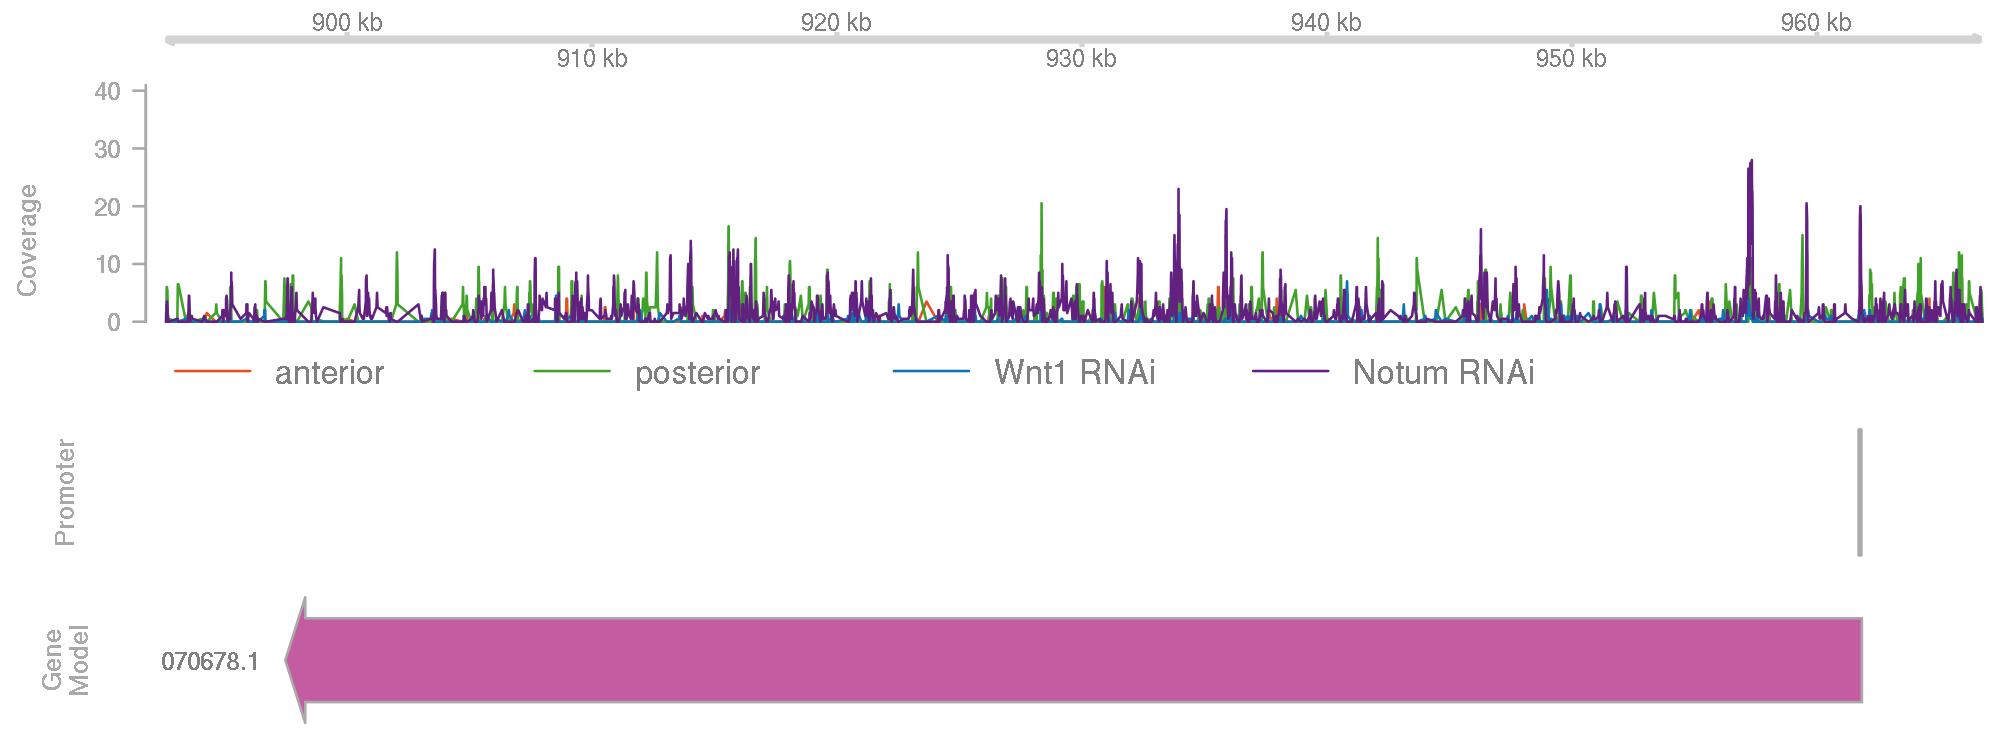 900 kb 920 kb 940 kb 960 kb
910 kb 930 kb 950 kb
40
30
20
10
0
Coverage
anterior posterior Wnt1 RNAi Notum RNAi
Promoter
Gene
Model
070678.1